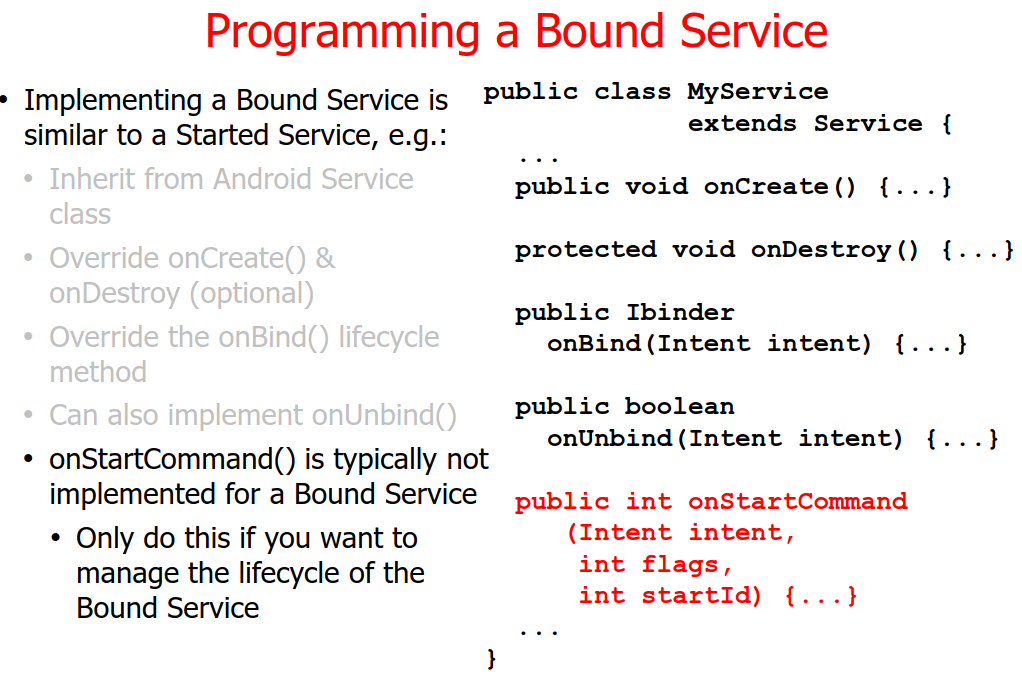 Programming a Bound Service
• Implementing a Bound Service is
similar to a Started Service, e.g.:
• Inherit from Android Service
class
• Override onCreate() &
onDestroy (optional)
• Override the onBind() lifecycle
method
• Can also implement onUnbind()
• onStartCommand() is typically not
implemented for a Bound Service
• Only do this if you want to
manage the lifecycle of the
Bound Service
public class MyService
extends Service {
...
public void onCreate() {...}
protected void onDestroy() {...}
public Ibinder
onBind(Intent intent) {...}
public boolean
onUnbind(Intent intent) {...}
public int onStartCommand
(Intent intent,
int flags,
int startId) {...}
...
}